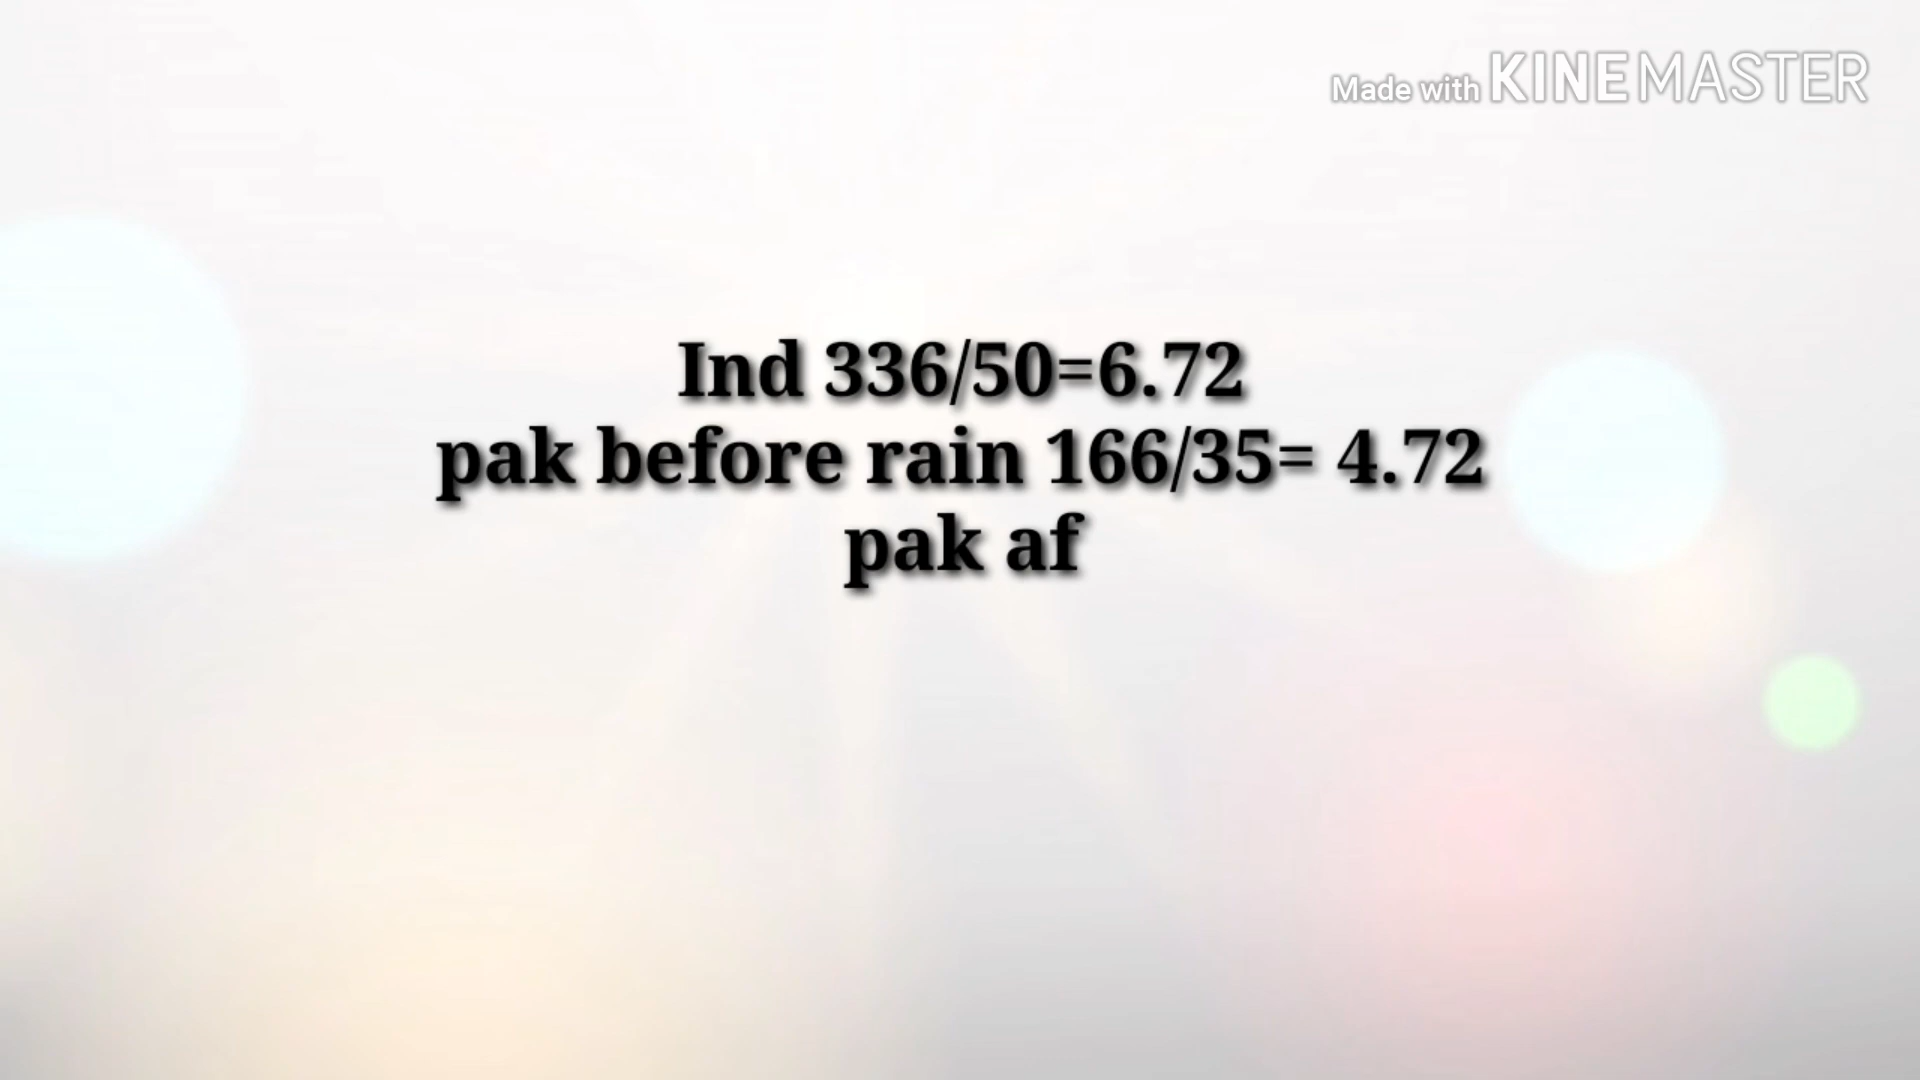 Made with KINEMASTER
Ind 336/50=6.72
pak before rain 166/35= 4.72
pak af